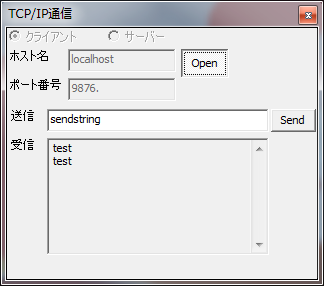 TCP/IP通信
クライアント サーバー
ホスト名 localhost Open
ポート番号 9876.
送信 sendstring Send
受信 test
test